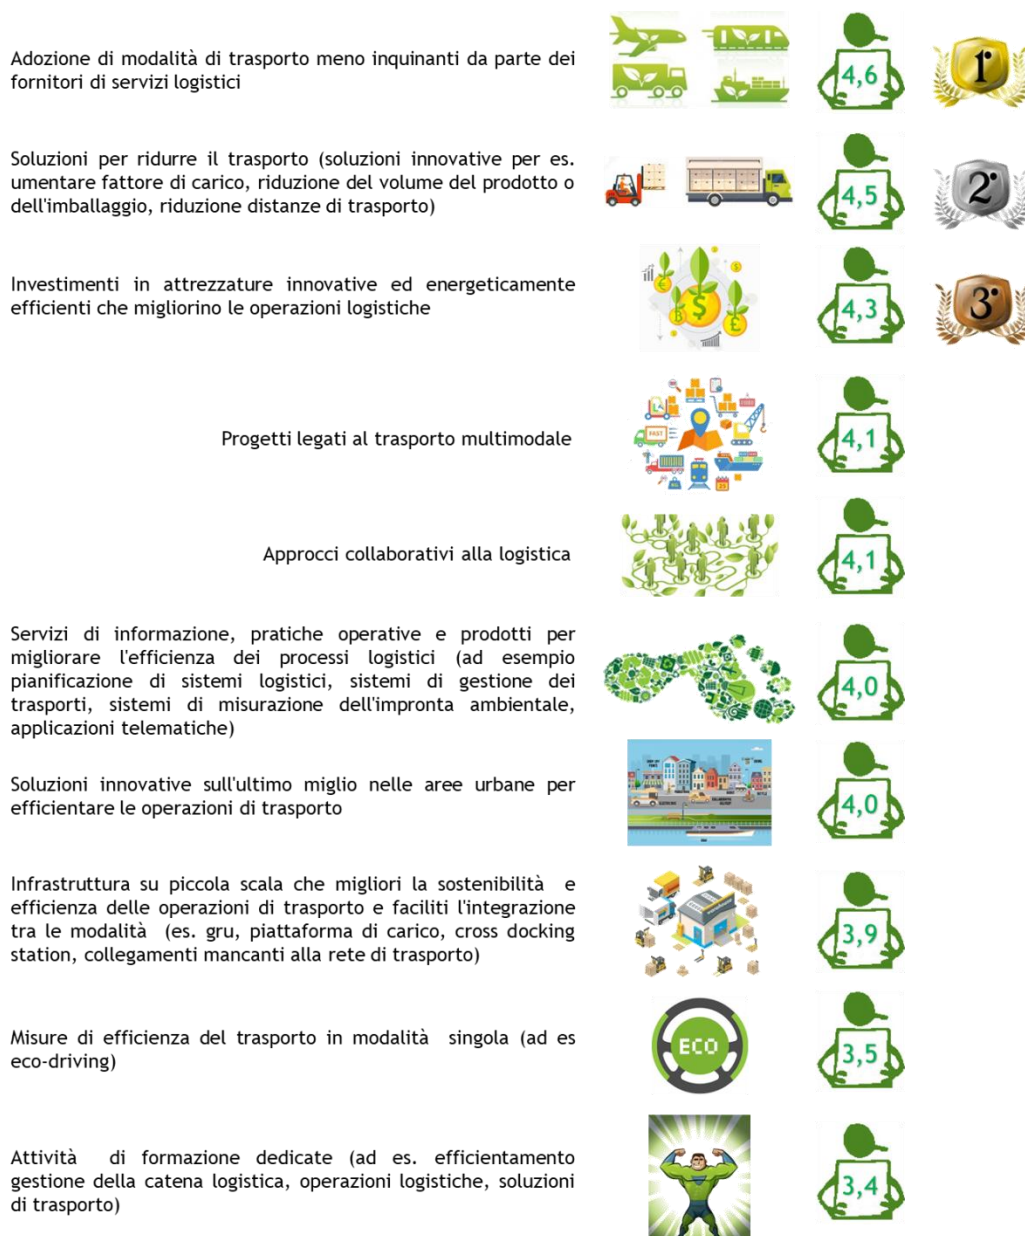 Adozione di modalità di trasporto meno inquinanti da parte dei
fornitori di servizi logistici
4,6
1°
Soluzioni per ridurre il trasporto (soluzioni innovative per es.
umentare fattore di carico, riduzione del volume del prodotto o
dell'imballaggio, riduzione distanze di trasporto)
4,5
2°
Investimenti in attrezzature innovative ed energeticamente
efficienti che migliorino le operazioni logistiche
4,3
3°
Progetti legati al trasporto multimodale
FAST
4,1
Approcci collaborativi alla logistica
4,1
Servizi di informazione, pratiche operative e prodotti per
migliorare l'efficienza dei processi logistici (ad esempio
pianificazione di sistemi logistici, sistemi di gestione dei
trasporti, sistemi di misurazione dell'impronta ambientale,
applicazioni telematiche)
4,0
Soluzioni innovative sull'ultimo miglio nelle aree urbane per
efficientare le operazioni di trasporto
4,0
Infrastruttura su piccola scala che migliori la sostenibilità e
efficienza delle operazioni di trasporto e faciliti l'integrazione
tra le modalità (es. gru, piattaforma di carico, cross docking
station, collegamenti mancanti alla rete di trasporto)
3,9
Misure di efficienza del trasporto in modalità singola (ad es
eco-driving)
ECO
3,5
Attività di formazione dedicate (ad es. efficientamento
gestione della catena logistica, operazioni logistiche, soluzioni
di trasporto)
3,4